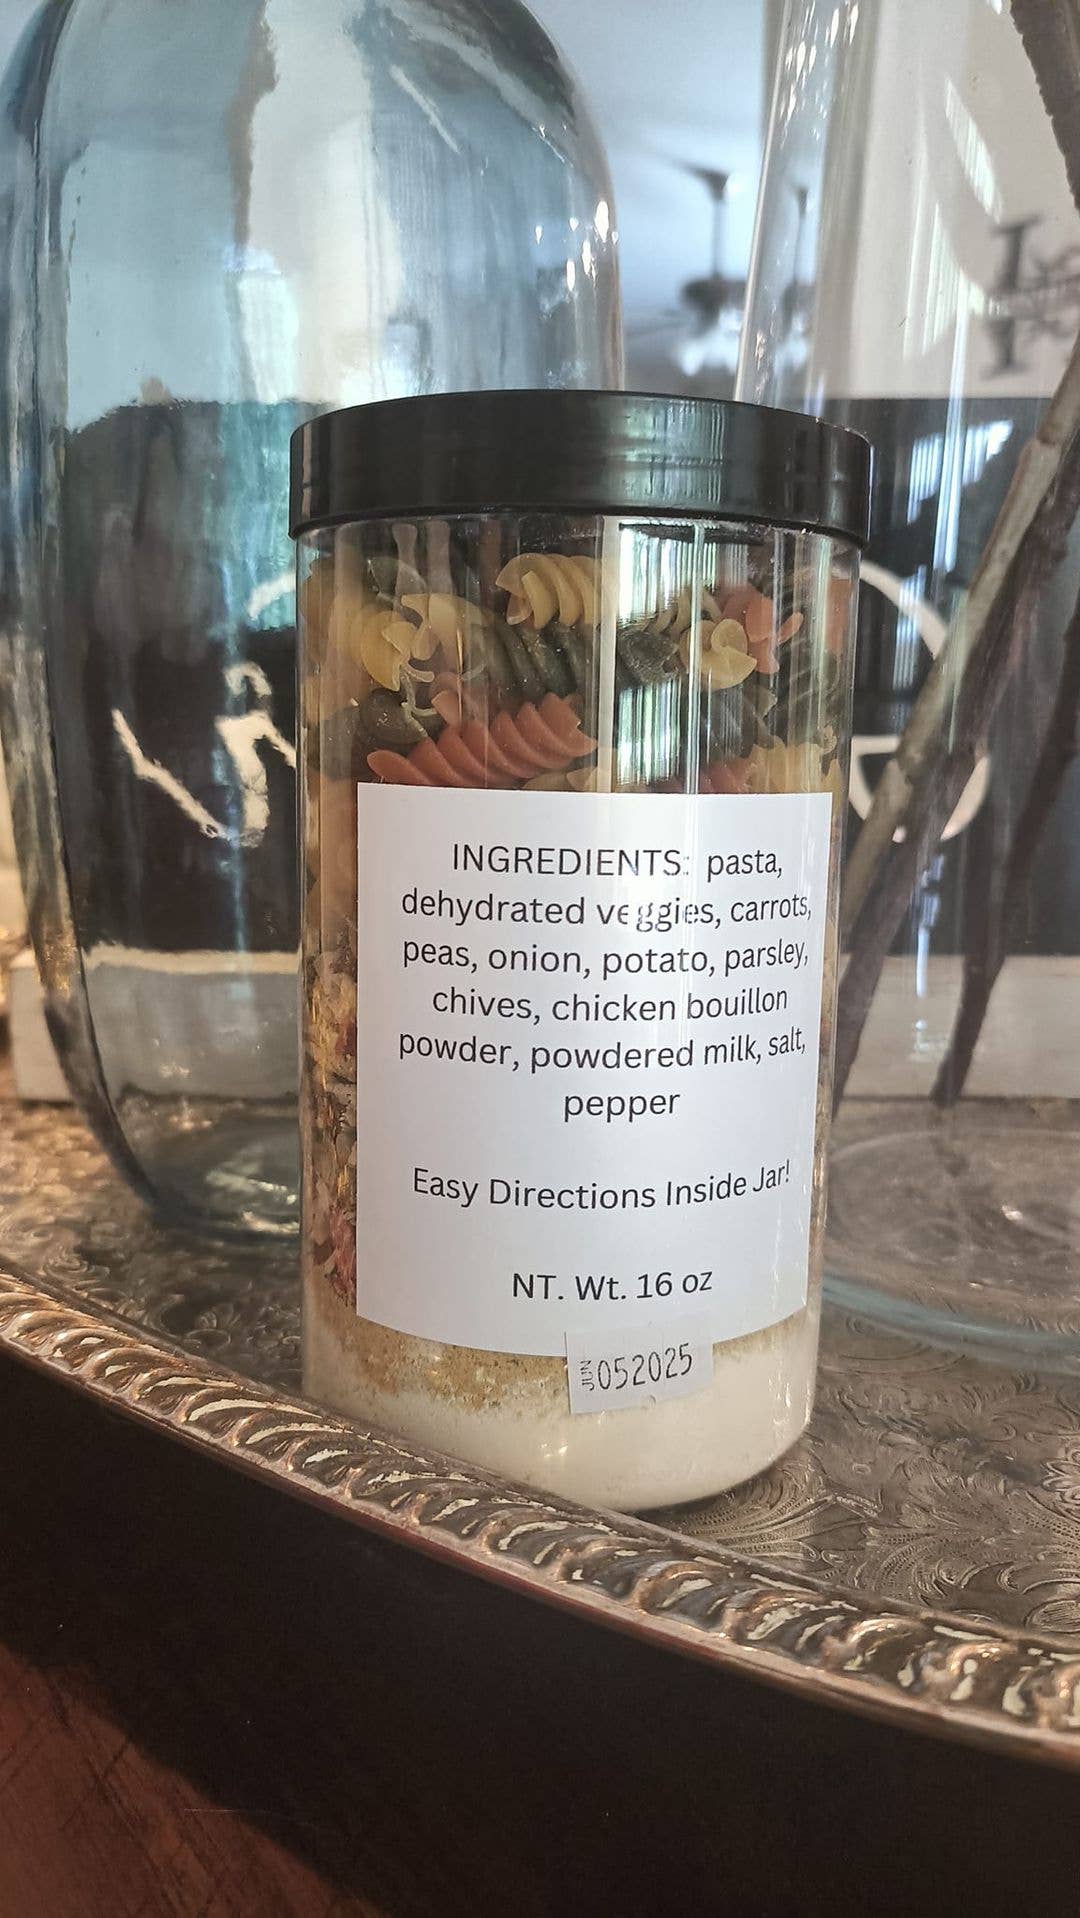 INGREDIENTS: pasta,
dehydrated veggies, carrots,
peas, onion, potato, parsley,
chives, chicken bouillon
powder, powdered milk, salt,
pepper
Easy Directions Inside Jar!
NT. Wt. 16 oz
JUN 052025